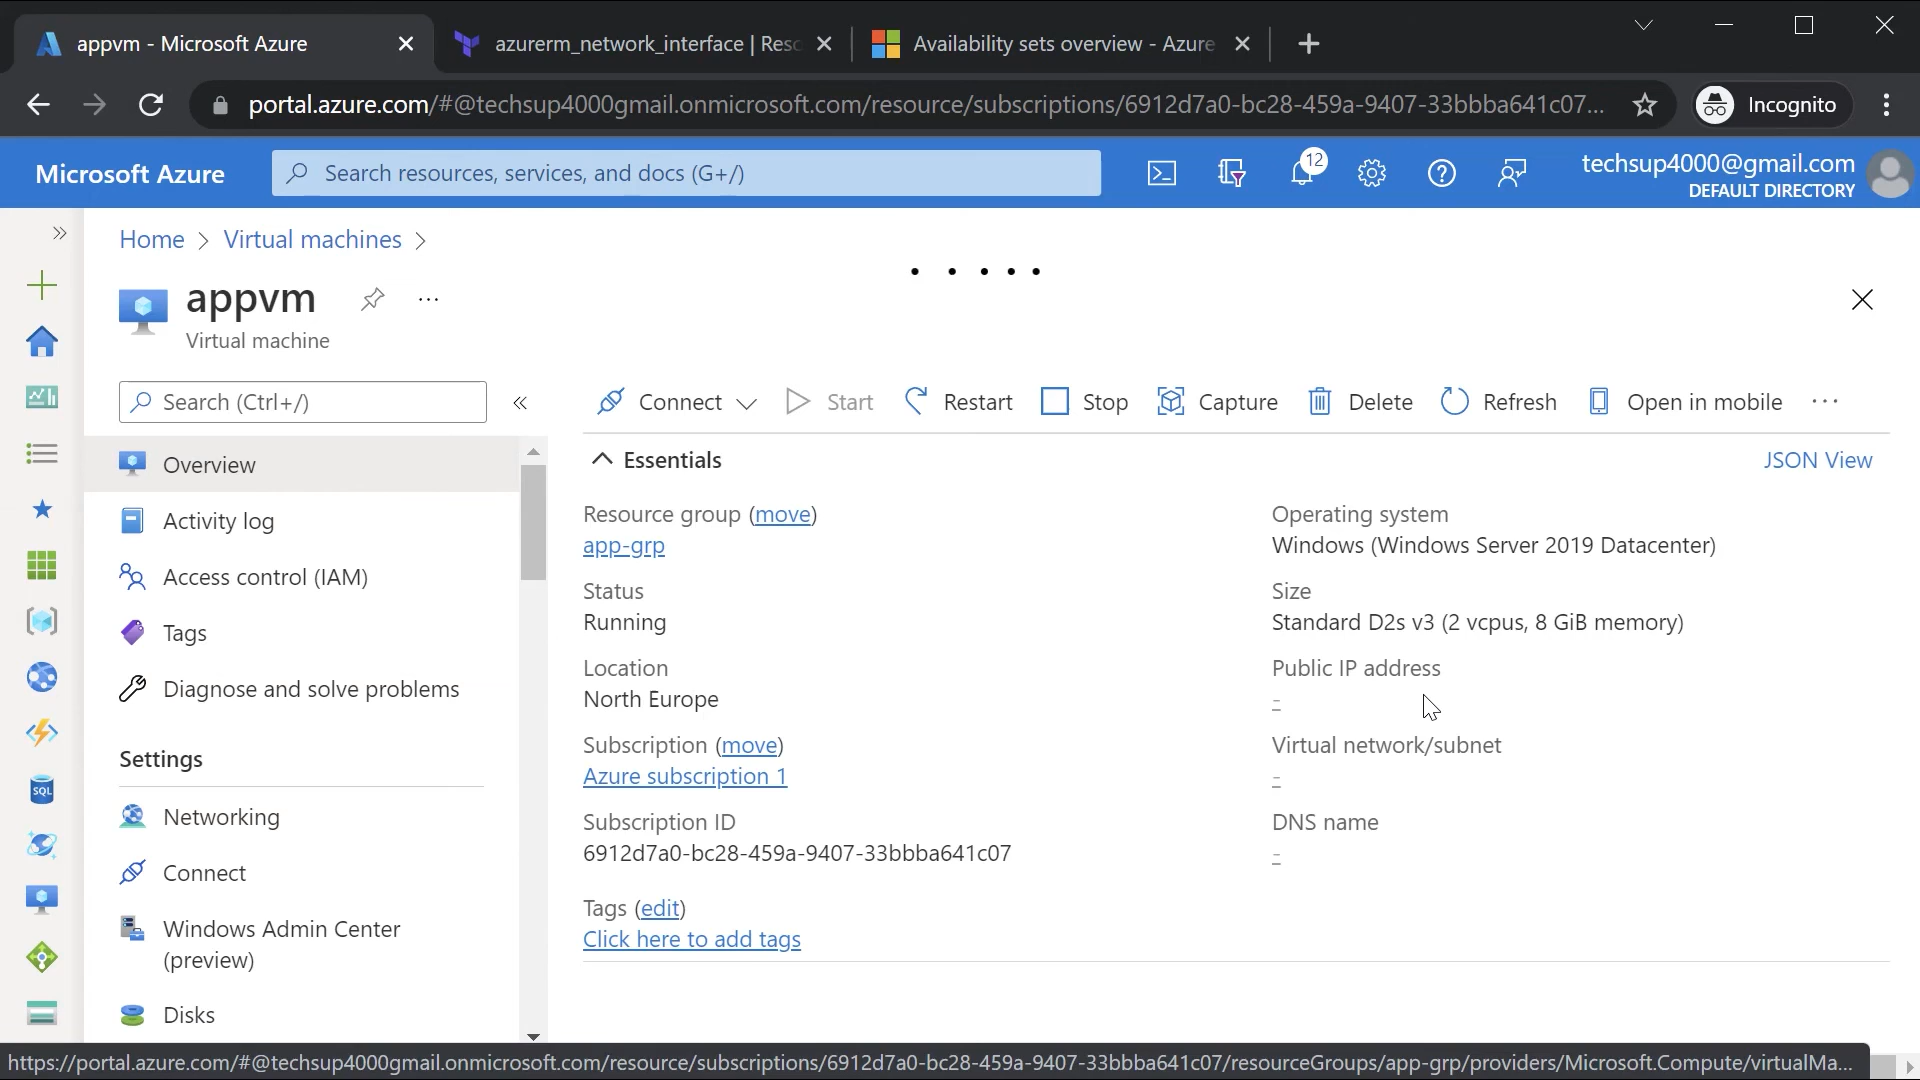 appvm - Microsoft Azure
azurerm_network_interface | Resc
Availability sets overview - Azure
portal.azure.com/#@techsup4000gmail.onmicrosoft.com/resource/subscriptions/6912d7a0-bc28-459a-9407-33bbba641c07...
Incognito
Microsoft Azure
Search resources, services, and docs (G+/)
12
techsup4000@gmail.com
DEFAULT DIRECTORY
Home > Virtual machines >
appvm
Virtual machine
Search (Ctrl+/)
Connect
Start
Restart
Stop
Capture
Delete
Refresh
Open in mobile
Overview
Activity log
Access control (IAM)
Tags
Diagnose and solve problems
Settings
Networking
Connect
Windows Admin Center
(preview)
Disks
Essentials
JSON View
Resource group (move)
app-grp
Status
Running
Location
North Europe
Subscription (move)
Azure subscription 1
Subscription ID
6912d7a0-bc28-459a-9407-33bbba641c07
Tags (edit)
Click here to add tags
Operating system
Windows (Windows Server 2019 Datacenter)
Size
Standard D2s v3 (2 vcpus, 8 GiB memory)
Public IP address
-
Virtual network/subnet
-
DNS name
-
SQL
https://portal.azure.com/#@techsup4000gmail.onmicrosoft.com/resource/subscriptions/6912d7a0-bc28-459a-9407-33bbba641c07/resourceGroups/app-grp/providers/Microsoft.Compute/virtualMa...